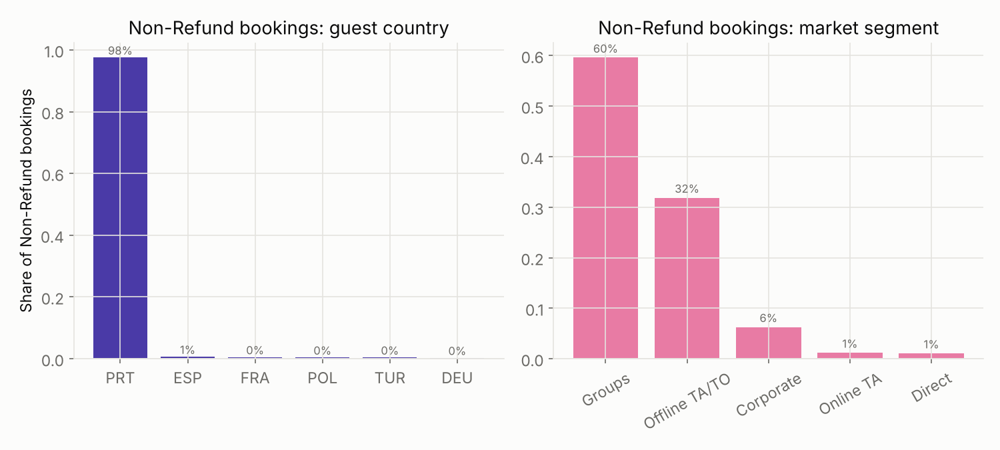 Non-Refund bookings: guest country
Share of Non-Refund bookings
1.0
0.8
0.6
0.4
0.2
0.0
98%
1%
0%
0%
0%
0%
PRT
ESP
FRA
POL
TUR
DEU
Non-Refund bookings: market segment
0.6
0.5
0.4
0.3
0.2
0.1
0.0
60%
32%
6%
1%
1%
Groups
Offline TA/TO
Corporate
Online TA
Direct